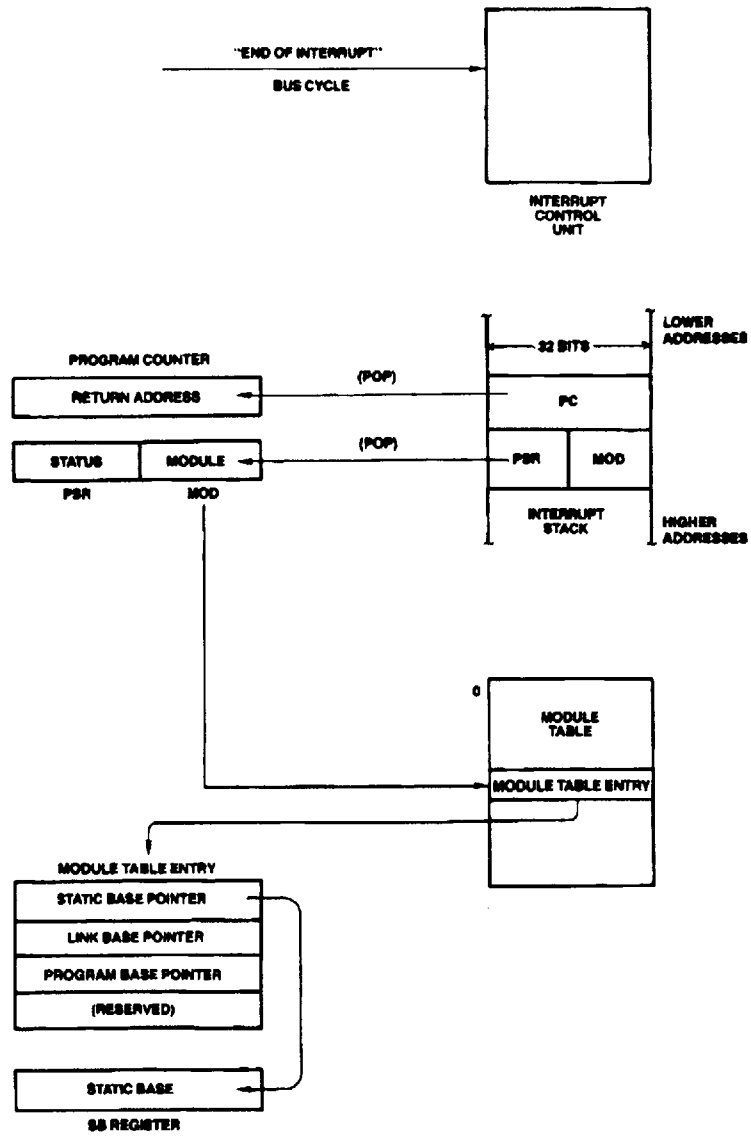 "END OF INTERRUPT"
BUS CYCLE
INTERRUPT
CONTROL
UNIT
LOWER
ADDRESSES
32 BITS
PROGRAM COUNTER
(POP)
RETURN ADDRESS
PC
(POP)
STATUS
MODULE
PSR
MOD
PSR
MOD
INTERRUPT
STACK
HIGHER
ADDRESSES
0
MODULE
TABLE
MODULE TABLE ENTRY
MODULE TABLE ENTRY
STATIC BASE POINTER
LINK BASE POINTER
PROGRAM BASE POINTER
(RESERVED)
STATIC BASE
SB REGISTER